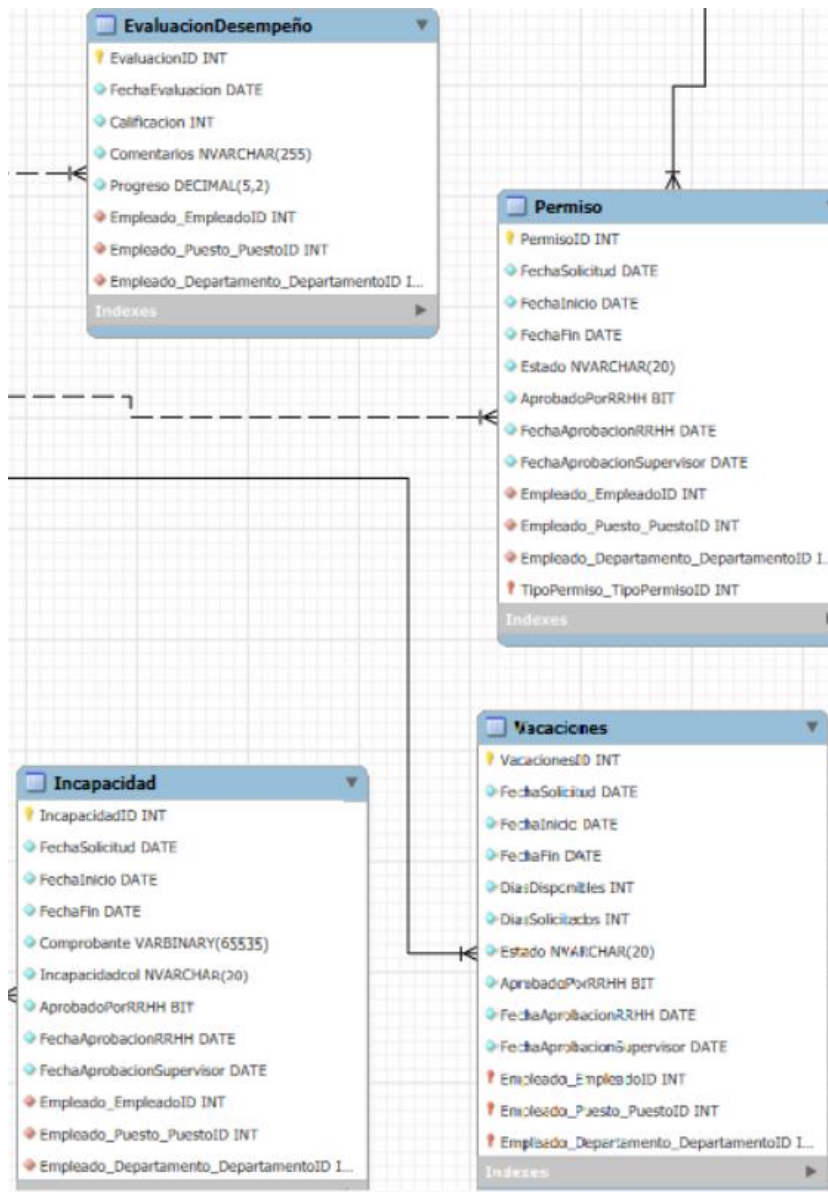 EvaluacionDesempeño
EvaluacionID INT
FechaEvaluacion DATE
Calificacion INT
Comentarios NVARCHAR(255)
Progreso DECIMAL(5,2)
Empleado_EmpleadoID INT
Empleado_Puesto_PuestoID INT
Empleado_Departamento_DepartamentoID I...
Indexes
Permiso
PermisoID INT
FechaSolicitud DATE
FechaInicio DATE
FechaFin DATE
Estado NVARCHAR(20)
AprobadoPorRRHH BIT
FechaAprobacionRRHH DATE
FechaAprobacionSupervisor DATE
Empleado_EmpleadoID INT
Empleado_Puesto_PuestoID INT
Empleado_Departamento_DepartamentoID I...
TipoPermiso_TipoPermisoID INT
Indexes
Incapacidad
IncapacidadID INT
FechaSolicitud DATE
FechaInicio DATE
FechaFin DATE
Comprobante VARBINARY(65535)
Incapacidadcol NVARCHAR(20)
AprobadoPorRRHH BIT
FechaAprobacionRRHH DATE
FechaAprobacionSupervisor DATE
Empleado_EmpleadoID INT
Empleado_Puesto_PuestoID INT
Empleado_Departamento_DepartamentoID I...
Vacaciones
VacacionesID INT
FechaSolicitud DATE
FechaInicio DATE
FechaFin DATE
DiasDisponibles INT
DiasSolicitados INT
Estado NVARCHAR(20)
AprobadoPorRRHH BIT
FechaAprobacionRRHH DATE
FechaAprobacionSupervisor DATE
Empleado_EmpleadoID INT
Empleado_Puesto_PuestoID INT
Empleado_Departamento_DepartamentoID I...
Indexes